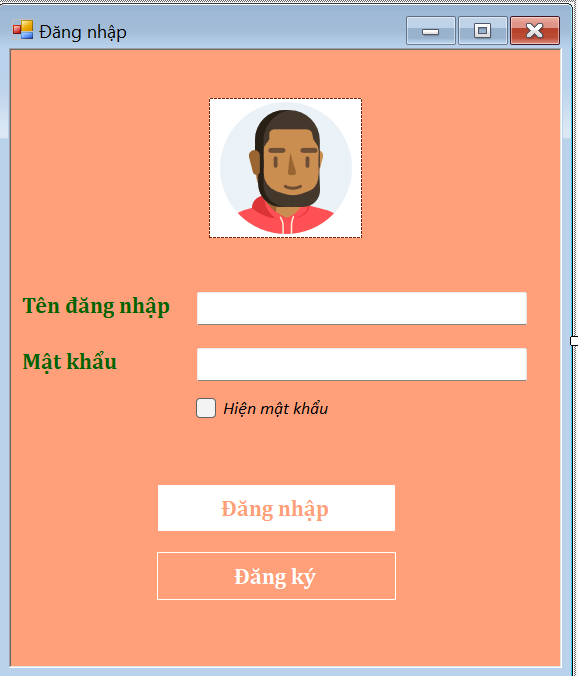 Đăng nhập
Tên đăng nhập
Mật khẩu
Hiện mật khẩu
Đăng nhập
Đăng ký